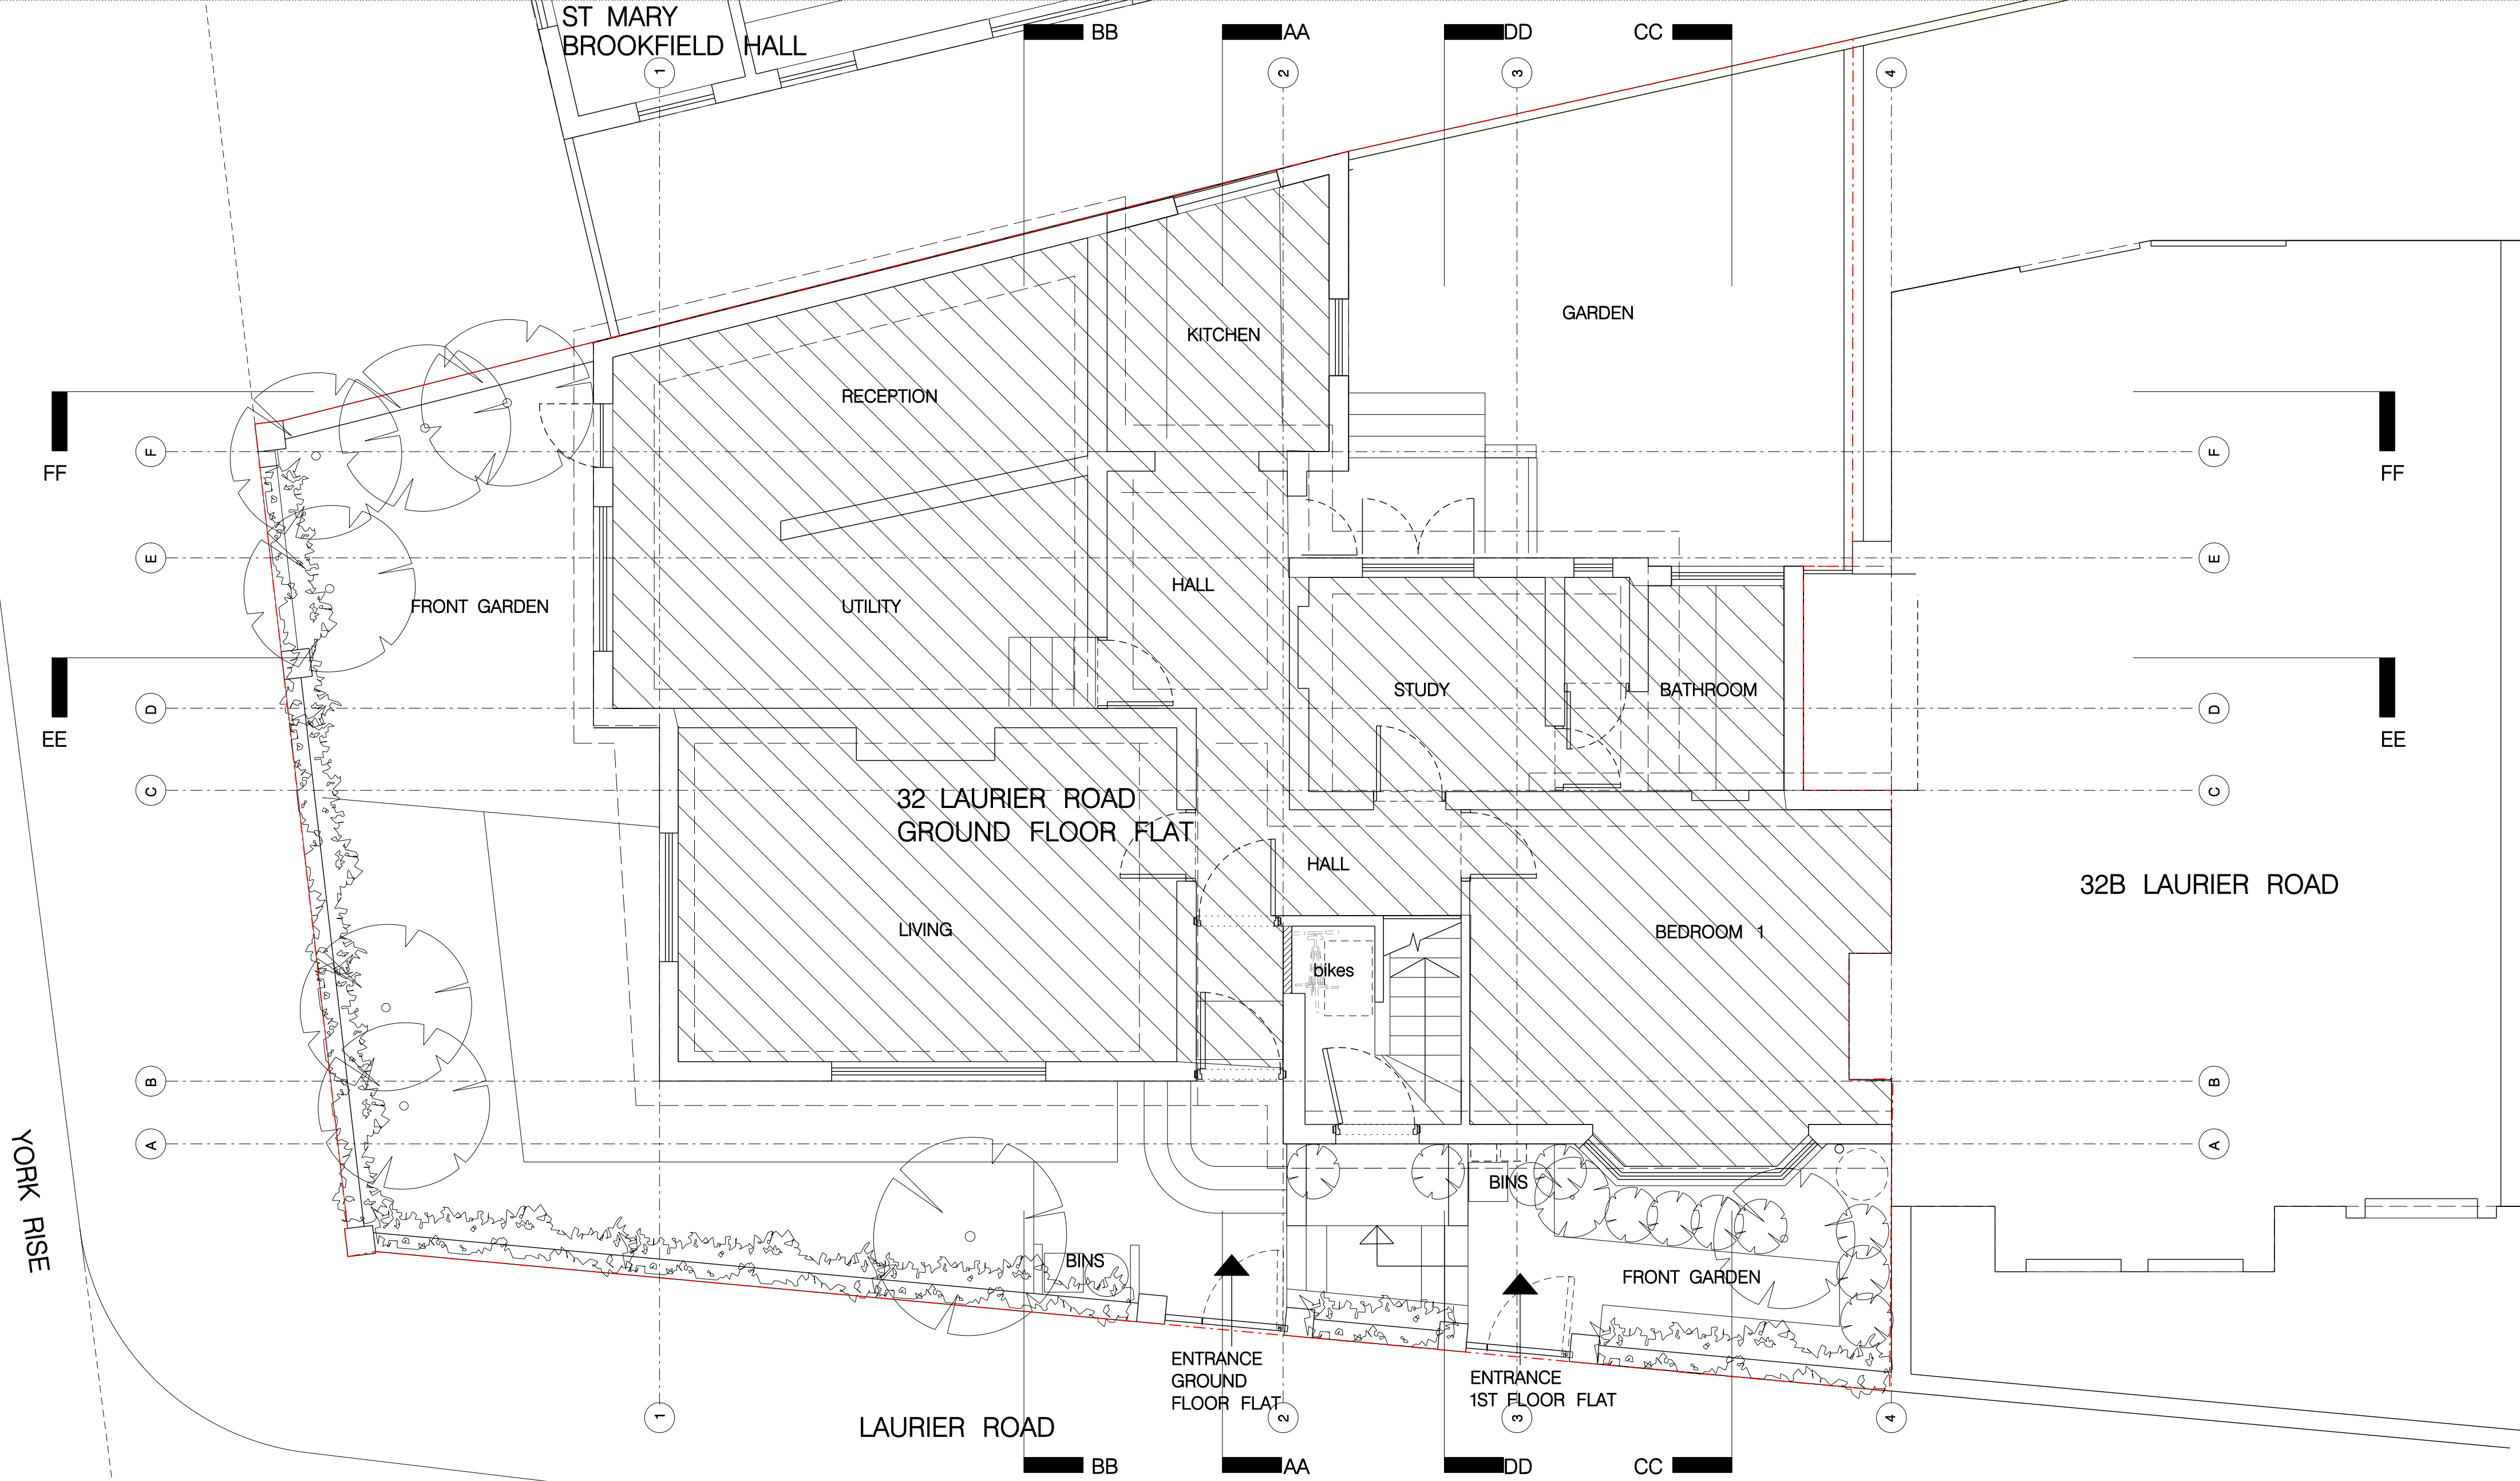 ST MARY
BROOKFIELD HALL
BB
AA
DD
CC
1
2
3
4
GARDEN
KITCHEN
RECEPTION
FF
F
F
FF
E
E
HALL
FRONT GARDEN
UTILITY
STUDY
BATHROOM
D
D
EE
EE
C
C
32 LAURIER ROAD
GROUND FLOOR FLAT
HALL
32B LAURIER ROAD
LIVING
BEDROOM 1
bikes
B
B
A
A
YORK RISE
BINS
BINS
FRONT GARDEN
ENTRANCE
GROUND
FLOOR FLAT
ENTRANCE
1ST FLOOR FLAT
1
2
3
4
LAURIER ROAD
BB
AA
DD
CC